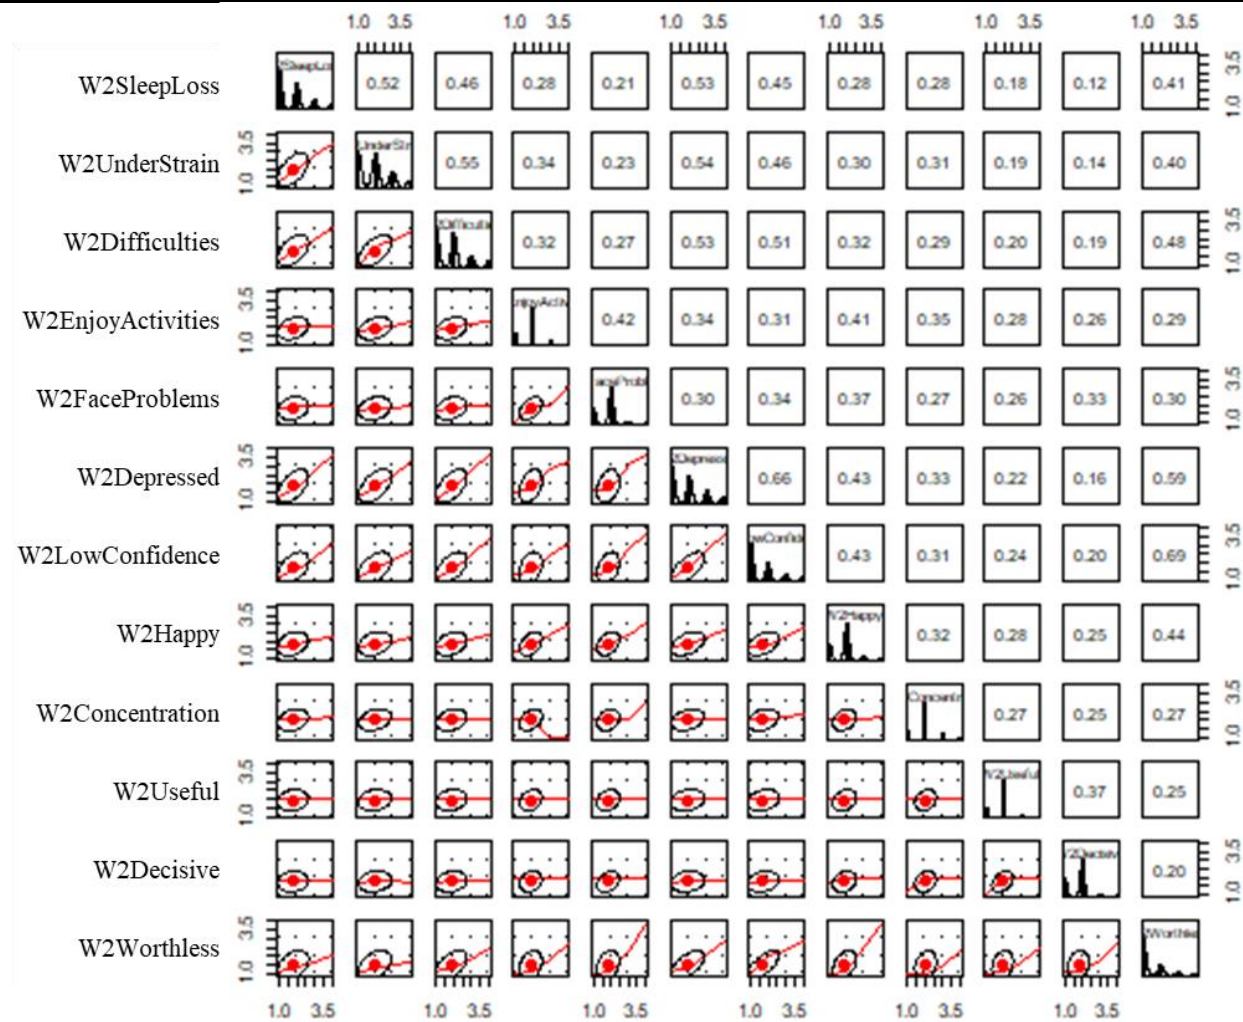 1.0 3.5 1.0 3.5 1.0 3.5 1.0 3.5 1.0 3.5 1.0 3.5
W2SleepLoss 0.52 0.46 0.28 0.21 0.53 0.45 0.28 0.28 0.18 0.12 0.41 1.0 3.5
W2UnderStrain 1.0 3.5 0.55 0.34 0.23 0.54 0.46 0.30 0.31 0.19 0.14 0.40
W2Difficulties 0.32 0.27 0.53 0.51 0.32 0.29 0.20 0.19 0.48 1.0 3.5
W2EnjoyActivities 1.0 3.5 0.42 0.34 0.31 0.41 0.35 0.28 0.26 0.29
W2FaceProblems 0.30 0.34 0.37 0.27 0.26 0.33 0.30 1.0 3.5
W2Depressed 1.0 3.5 0.66 0.43 0.33 0.22 0.16 0.59
W2LowConfidence 0.43 0.31 0.24 0.20 0.69 1.0 3.5
W2Happy 1.0 3.5 W2Happy 0.32 0.28 0.25 0.44
W2Concentration 0.27 0.25 0.27 1.0 3.5
W2Useful 1.0 3.5 W2Useful 0.37 0.25
W2Decisive 0.20 1.0 3.5
W2Worthless 1.0 3.5
1.0 3.5 1.0 3.5 1.0 3.5 1.0 3.5 1.0 3.5 1.0 3.5